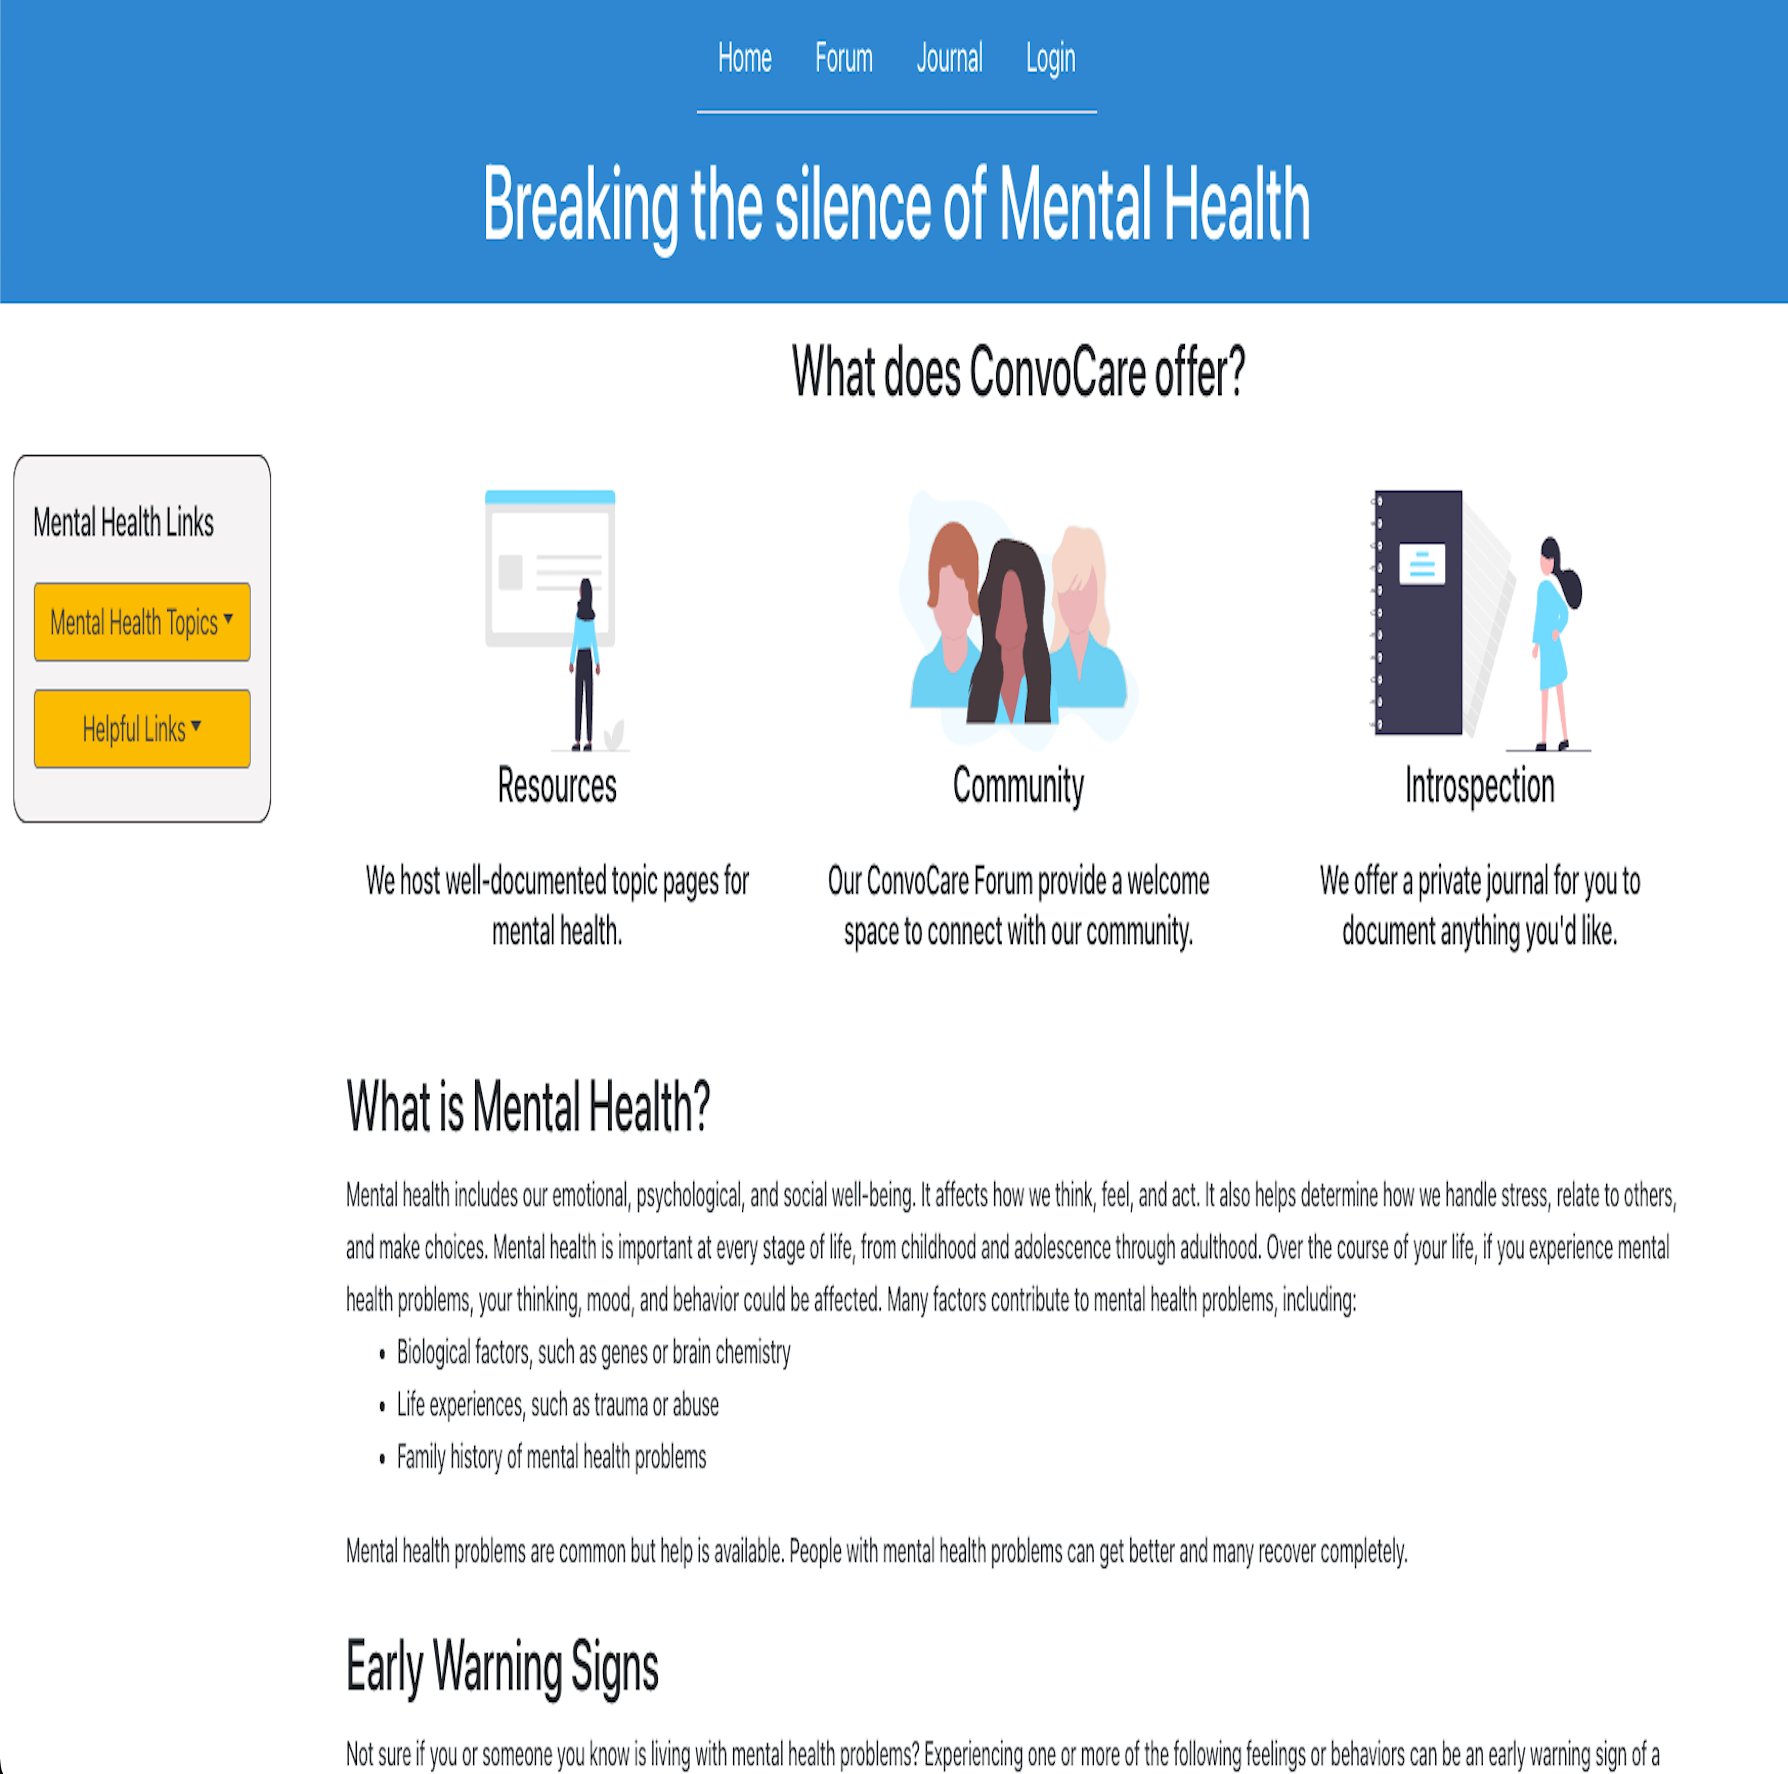 Home Forum Journal Login
Breaking the silence of Mental Health
What does ConvoCare offer?
Mental Health Links
Mental Health Topics
Helpful Links
Resources
We host well-documented topic pages for
mental health.
Community
Our ConvoCare Forum provide a welcome
space to connect with our community.
Introspection
We offer a private journal for you to
document anything you'd like.
What is Mental Health?
Mental health includes our emotional, psychological, and social well-being. It affects how we think, feel, and act. It also helps determine how we handle stress, relate to others,
and make choices. Mental health is important at every stage of life, from childhood and adolescence through adulthood. Over the course of your life, if you experience mental
health problems, your thinking, mood, and behavior could be affected. Many factors contribute to mental health problems, including:
• Biological factors, such as genes or brain chemistry
• Life experiences, such as trauma or abuse
• Family history of mental health problems
Mental health problems are common but help is available. People with mental health problems can get better and many recover completely.
Early Warning Signs
Not sure if you or someone you know is living with mental health problems? Experiencing one or more of the following feelings or behaviors can be an early warning sign of a